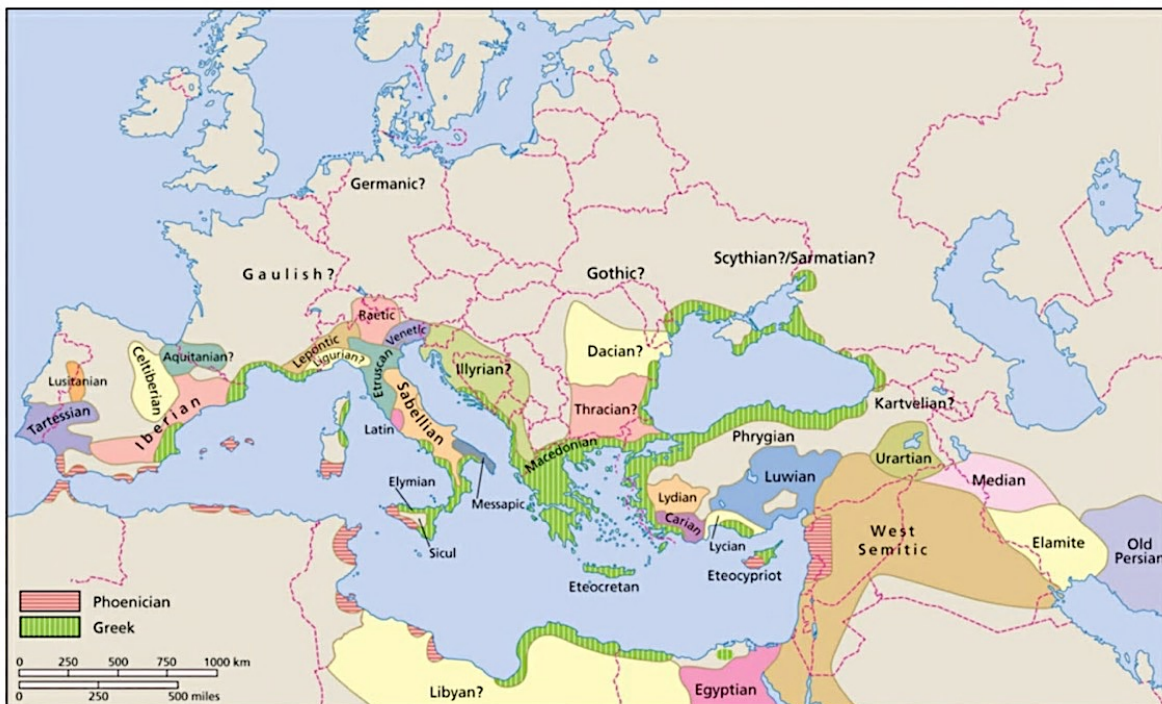 Germanic?
Gaulish?
Gothic?
Scythian?/Sarmatian?
Raetic
Lepontic
Venetic
Ligurian?
Aquitanian?
Celtiberian
Lusitanian
Tartessian
Iberian
Etruscan
Illyrian?
Dacian?
Sabellian
Latin
Thracian?
Kartvelian?
Macedonian
Phrygian
Urartian
Luwian
Median
Elymian
Messapic
Lydian
Carian
West
Semitic
Elamite
Old
Persian
Sicul
Lycian
Eteocypriot
Eteocretan
Phoenician
Greek
0 250 500 750 1000 km
0 250 500 miles
Libyan?
Egyptian